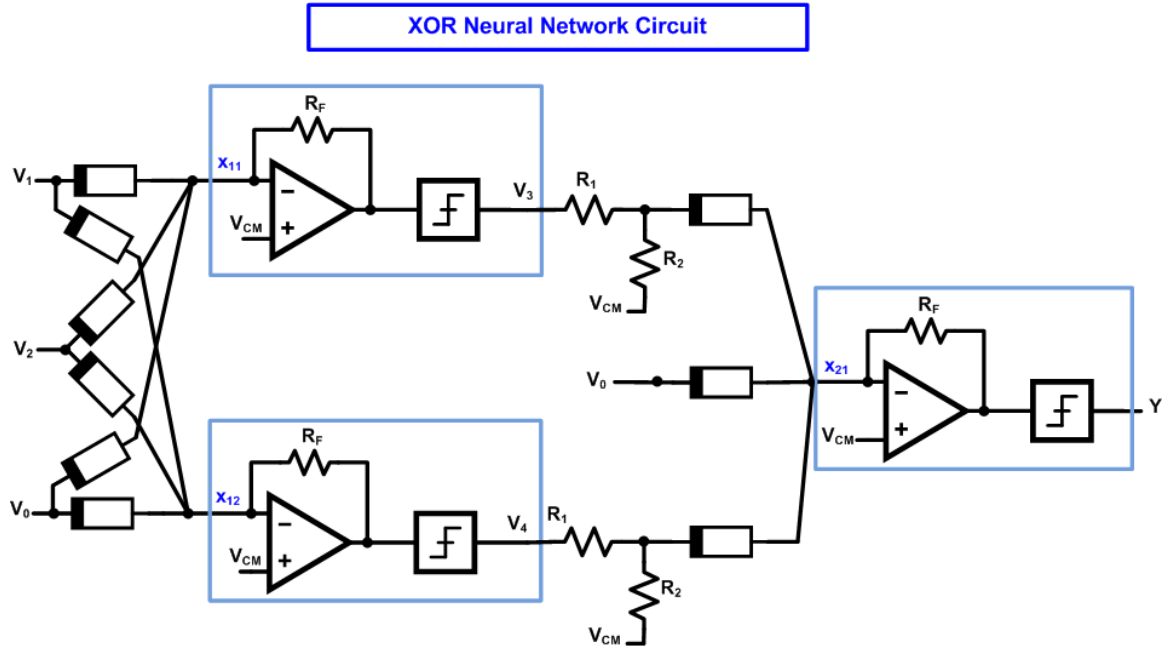 XOR Neural Network Circuit
RF
V1
x11
VCM
V3
R1
R2
VCM
V2
V0
RF
x21
VCM
Y
V0
RF
x12
VCM
V4
R1
R2
VCM